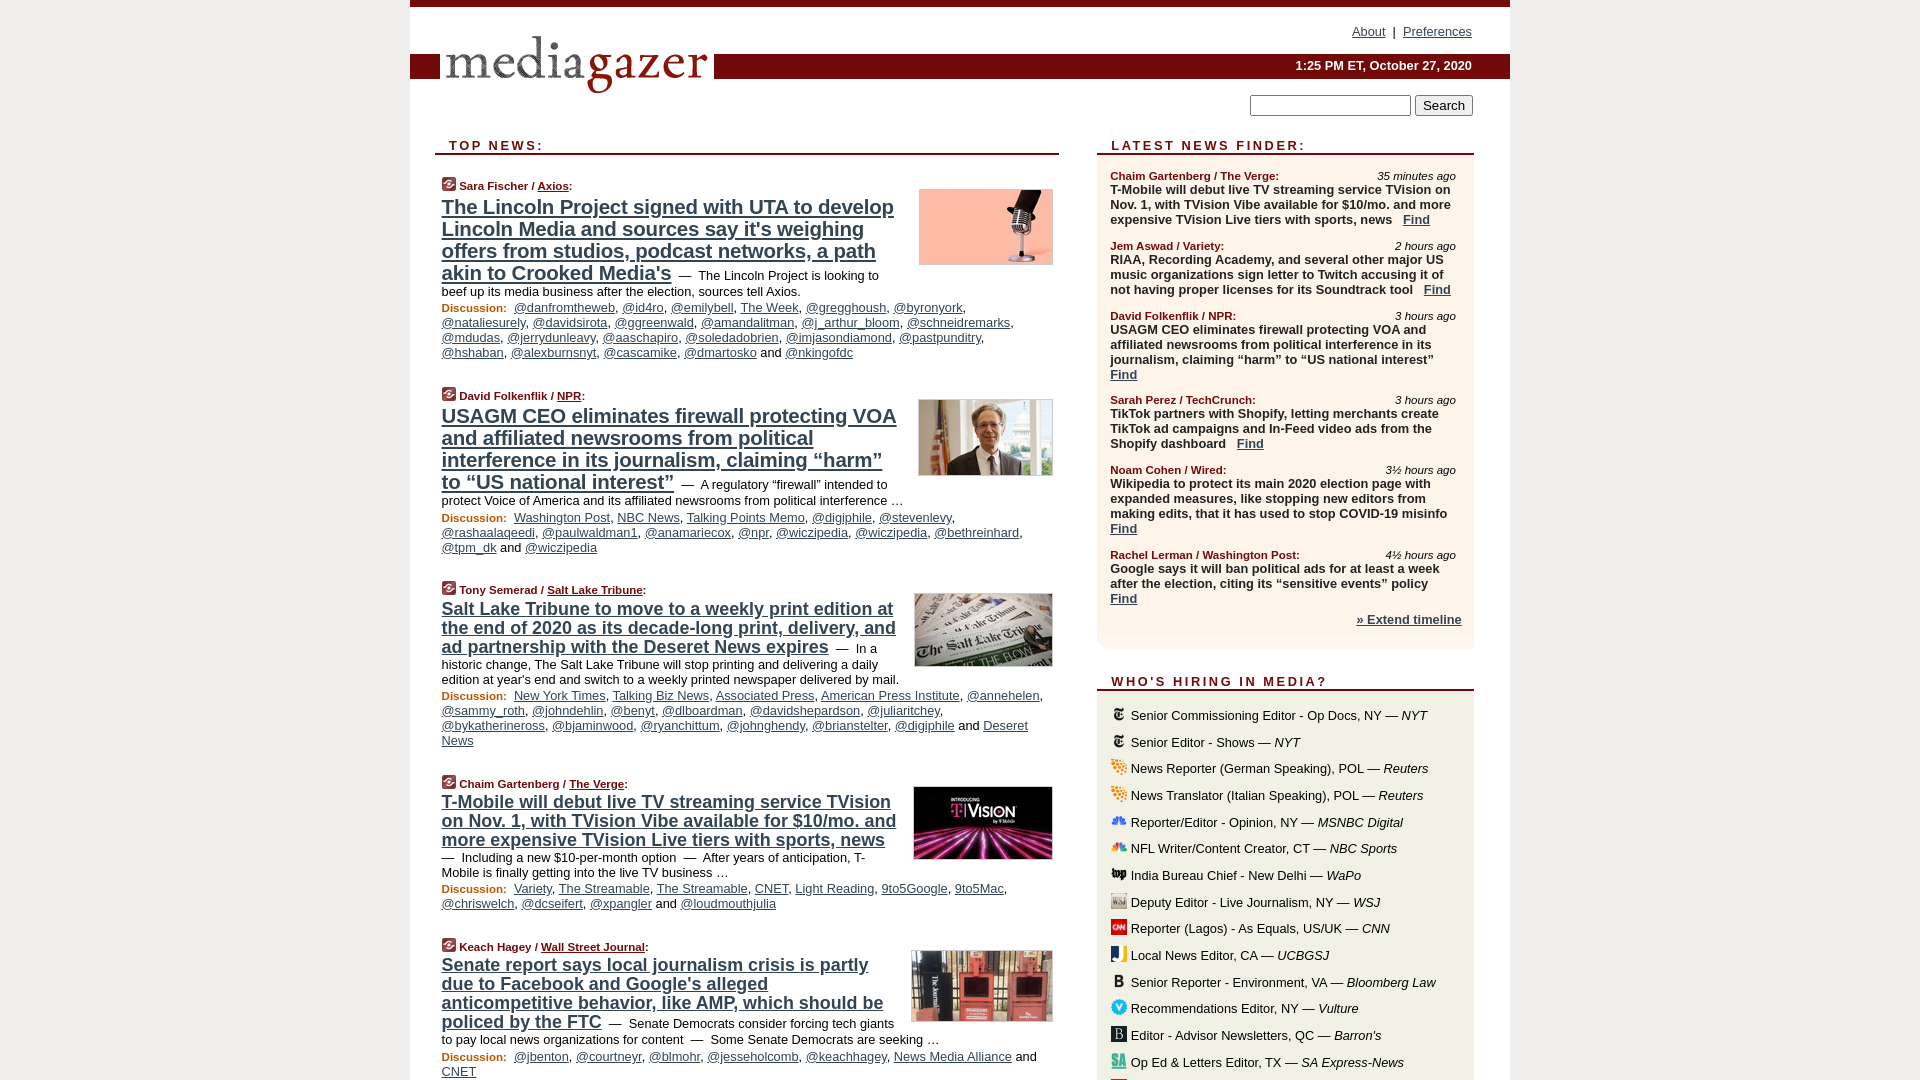 About | Preferences
mediagazer
1:25 PM ET, October 27, 2020
Search
TOP NEWS:
Sara Fischer / Axios:
The Lincoln Project signed with UTA to develop
Lincoln Media and sources say it's weighing
offers from studios, podcast networks, a path
akin to Crooked Media's — The Lincoln Project is looking to
beef up its media business after the election, sources tell Axios.
Discussion: @danfromtheweb, @id4ro, @emilybell, The Week, @gregghoush, @byronyork,
@nataliesurely, @davidsirota, @ggreenwald, @amandalitman, @j_arthur_bloom, @schneidremarks,
@mdudas, @jerrydunleavy, @aaschapiro, @soledadobrien, @imjasondiamond, @pastpunditry,
@hshaban, @alexburnsnyt, @cascamike, @dmartosko and @nkingofdc
David Folkenflik / NPR:
USAGM CEO eliminates firewall protecting VOA
and affiliated newsrooms from political
interference in its journalism, claiming “harm”
to “US national interest” — A regulatory “firewall” intended to
protect Voice of America and its affiliated newsrooms from political interference …
Discussion: Washington Post, NBC News, Talking Points Memo, @digiphile, @stevenlevy,
@rashaalaqeedi, @paulwaldman1, @anamariecox, @npr, @wiczipedia, @wiczipedia, @bethreinhard,
@tpm_dk and @wiczipedia
Tony Semerad / Salt Lake Tribune:
Salt Lake Tribune to move to a weekly print edition at
the end of 2020 as its decade-long print, delivery, and
ad partnership with the Deseret News expires — In a
historic change, The Salt Lake Tribune will stop printing and delivering a daily
edition at year's end and switch to a weekly printed newspaper delivered by mail.
The Salt Lake Tribune
Discussion: New York Times, Talking Biz News, Associated Press, American Press Institute, @annehelen,
@sammy_roth, @johndehlin, @benyt, @dlboardman, @davidshepardson, @juliaritchey,
@bykatherineross, @bjaminwood, @ryanchittum, @johnghendy, @brianstelter, @digiphile and Deseret
News
Chaim Gartenberg / The Verge:
T-Mobile will debut live TV streaming service TVision
on Nov. 1, with TVision Vibe available for $10/mo. and
more expensive TVision Live tiers with sports, news
— Including a new $10-per-month option — After years of anticipation, T-
Mobile is finally getting into the live TV business …
INTRODUCING
TVISION
Discussion: Variety, The Streamable, The Streamable, CNET, Light Reading, 9to5Google, 9to5Mac,
@chriswelch, @dcseifert, @xpangler and @loudmouthjulia
Keach Hagey / Wall Street Journal:
Senate report says local journalism crisis is partly
due to Facebook and Google's alleged
anticompetitive behavior, like AMP, which should be
policed by the FTC — Senate Democrats consider forcing tech giants
to pay local news organizations for content — Some Senate Democrats are seeking …
Discussion: @jbenton, @courtneyr, @blmohr, @jesseholcomb, @keachhagey, News Media Alliance and
CNET
LATEST NEWS FINDER:
Chaim Gartenberg / The Verge: 35 minutes ago
T-Mobile will debut live TV streaming service TVision on
Nov. 1, with TVision Vibe available for $10/mo. and more
expensive TVision Live tiers with sports, news Find
Jem Aswad / Variety: 2 hours ago
RIAA, Recording Academy, and several other major US
music organizations sign letter to Twitch accusing it of
not having proper licenses for its Soundtrack tool Find
David Folkenflik / NPR: 3 hours ago
USAGM CEO eliminates firewall protecting VOA and
affiliated newsrooms from political interference in its
journalism, claiming “harm” to “US national interest”
Find
Sarah Perez / TechCrunch: 3 hours ago
TikTok partners with Shopify, letting merchants create
TikTok ad campaigns and In-Feed video ads from the
Shopify dashboard Find
Noam Cohen / Wired: 3½ hours ago
Wikipedia to protect its main 2020 election page with
expanded measures, like stopping new editors from
making edits, that it has used to stop COVID-19 misinfo
Find
Rachel Lerman / Washington Post: 4½ hours ago
Google says it will ban political ads for at least a week
after the election, citing its “sensitive events” policy
Find
» Extend timeline
WHO'S HIRING IN MEDIA?
Senior Commissioning Editor - Op Docs, NY — NYT
Senior Editor - Shows — NYT
News Reporter (German Speaking), POL — Reuters
News Translator (Italian Speaking), POL — Reuters
Reporter/Editor - Opinion, NY — MSNBC Digital
NFL Writer/Content Creator, CT — NBC Sports
India Bureau Chief - New Delhi — WaPo
Deputy Editor - Live Journalism, NY — WSJ
Reporter (Lagos) - As Equals, US/UK — CNN
Local News Editor, CA — UCBGSJ
Senior Reporter - Environment, VA — Bloomberg Law
Recommendations Editor, NY — Vulture
Editor - Advisor Newsletters, QC — Barron's
Op Ed & Letters Editor, TX — SA Express-News